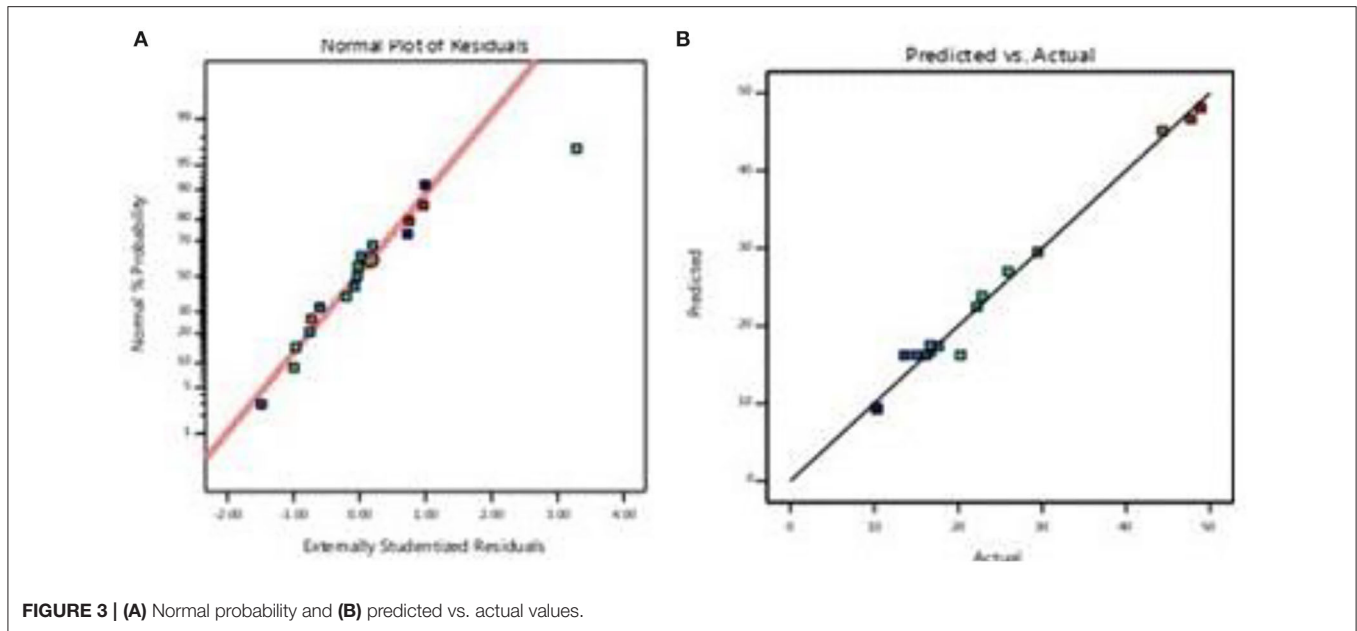 A
Normal Plot of Residuals
Normal % Probability
99
95
90
80
70
50
30
20
10
5
1
-2.00 -1.00 0.00 1.00 2.00 3.00 4.00
Externally Studentized Residuals
B
Predicted vs. Actual
Predicted
50
40
30
20
10
0
0 10 20 30 40 50
Actual
FIGURE 3 | (A) Normal probability and (B) predicted vs. actual values.